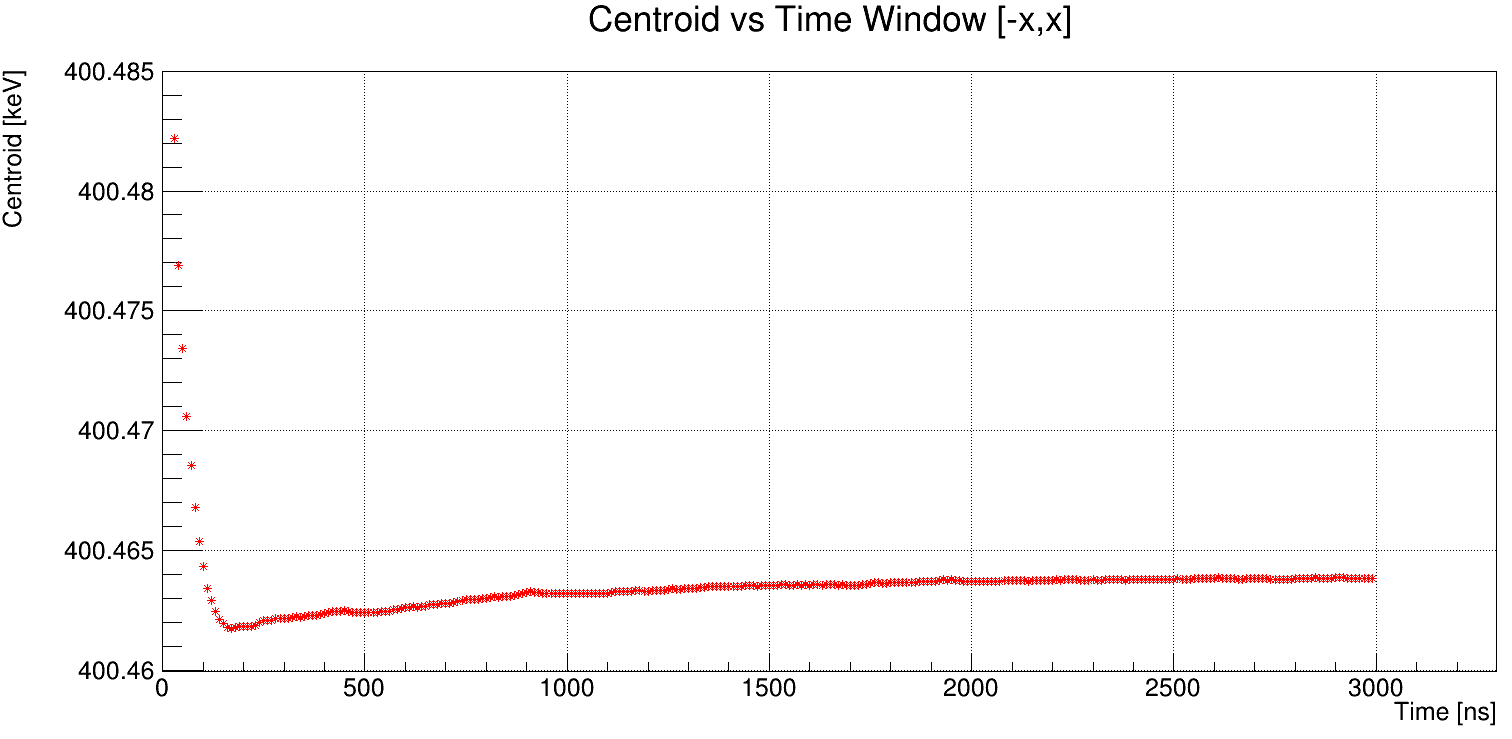 Centroid vs Time Window [-x,x]
Centroid [keV]
400.485
400.48
400.475
400.47
400.465
400.46
0 500 1000 1500 2000 2500 3000
Time [ns]